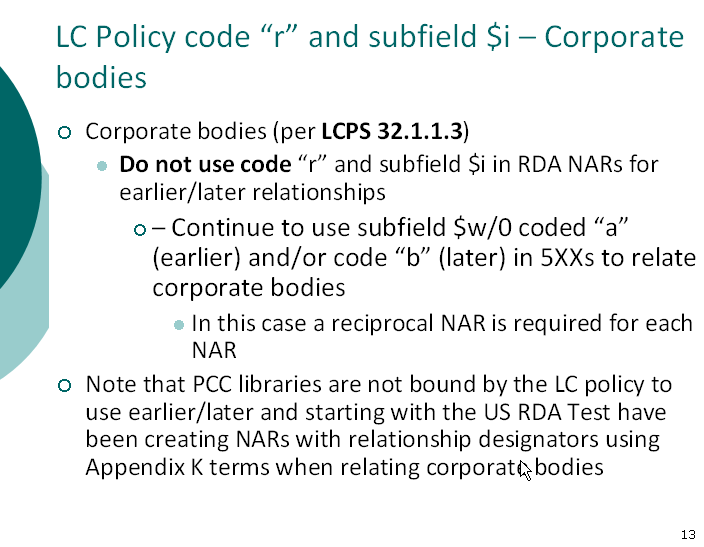 LC Policy code “r” and subfield $i – Corporate
bodies
Corporate bodies (per LCPS 32.1.1.3)
Do not use code “r” and subfield $i in RDA NARs for
earlier/later relationships
– Continue to use subfield $w/0 coded “a”
(earlier) and/or code “b” (later) in 5XXs to relate
corporate bodies
In this case a reciprocal NAR is required for each
NAR
Note that PCC libraries are not bound by the LC policy to
use earlier/later and starting with the US RDA Test have
been creating NARs with relationship designators using
Appendix K terms when relating corporate bodies
13